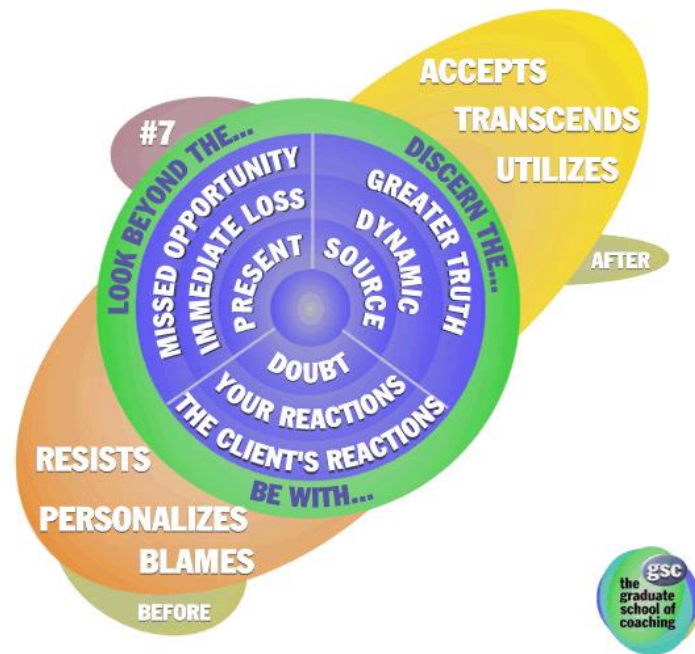 #7
ACCEPTS
TRANSCENDS
UTILIZES
AFTER
LOOK BEYOND THE...
MISSED OPPORTUNITY
IMMEDIATE LOSS
PRESENT
DISCERN THE...
GREATER TRUTH
DYNAMIC
SOURCE
DOUBT
YOUR REACTIONS
THE CLIENT'S REACTIONS
BE WITH...
RESISTS
PERSONALIZES
BLAMES
BEFORE
gsc
the
graduate
school of
coaching